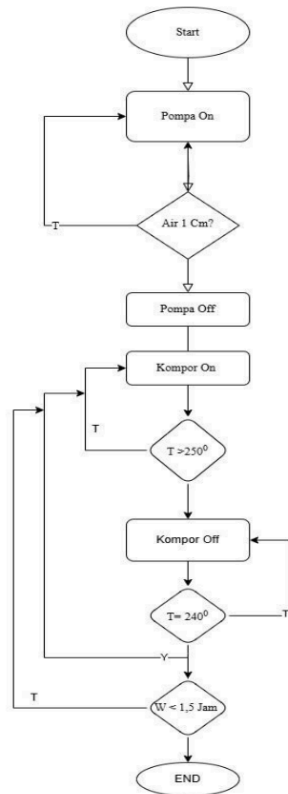 Start
Pompa On
Air 1 Cm?
T
Pompa Off
Kompor On
T
T >250⁰
Kompor Off
T= 240⁰
T
Y
T
W < 1,5 Jam
END